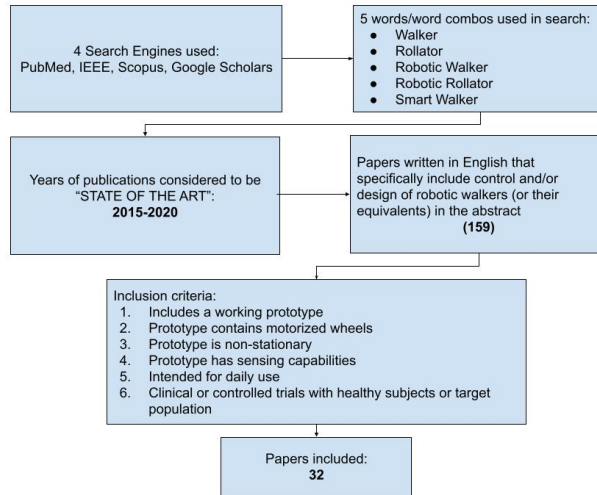 4 Search Engines used:
PubMed, IEEE, Scopus, Google Scholars
5 words/word combos used in search:
● Walker
● Rollator
● Robotic Walker
● Robotic Rollator
● Smart Walker
Years of publications considered to be
“STATE OF THE ART”:
2015-2020
Papers written in English that
specifically include control and/or
design of robotic walkers (or their
equivalents) in the abstract
(159)
Inclusion criteria:
1. Includes a working prototype
2. Prototype contains motorized wheels
3. Prototype is non-stationary
4. Prototype has sensing capabilities
5. Intended for daily use
6. Clinical or controlled trials with healthy subjects or target
population
Papers included:
32